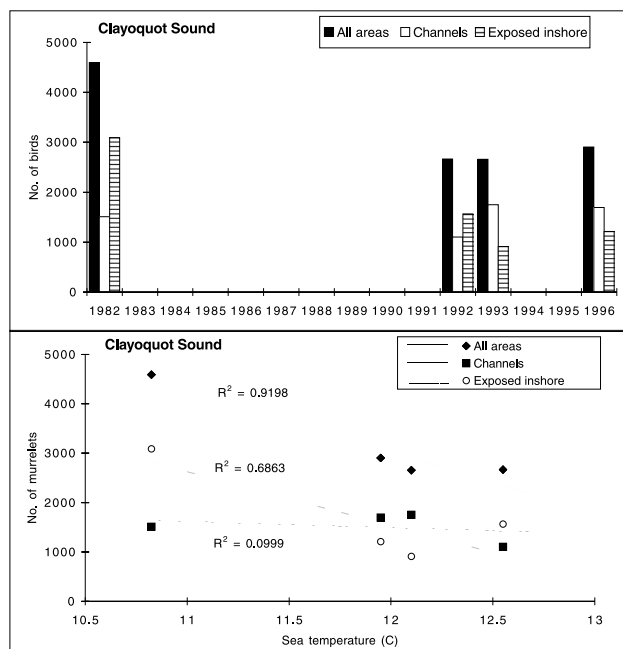 Clayoquot Sound
All areas Channels Exposed inshore
5000
4000
3000
2000
1000
0
No. of birds
1982 1983 1984 1985 1986 1987 1988 1989 1990 1991 1992 1993 1994 1995 1996
Clayoquot Sound
All areas
Channels
Exposed inshore
5000
4000
3000
2000
1000
0
No. of murrelets
R² = 0.9198
R² = 0.6863
R² = 0.0999
10.5 11 11.5 12 12.5 13
Sea temperature (C)